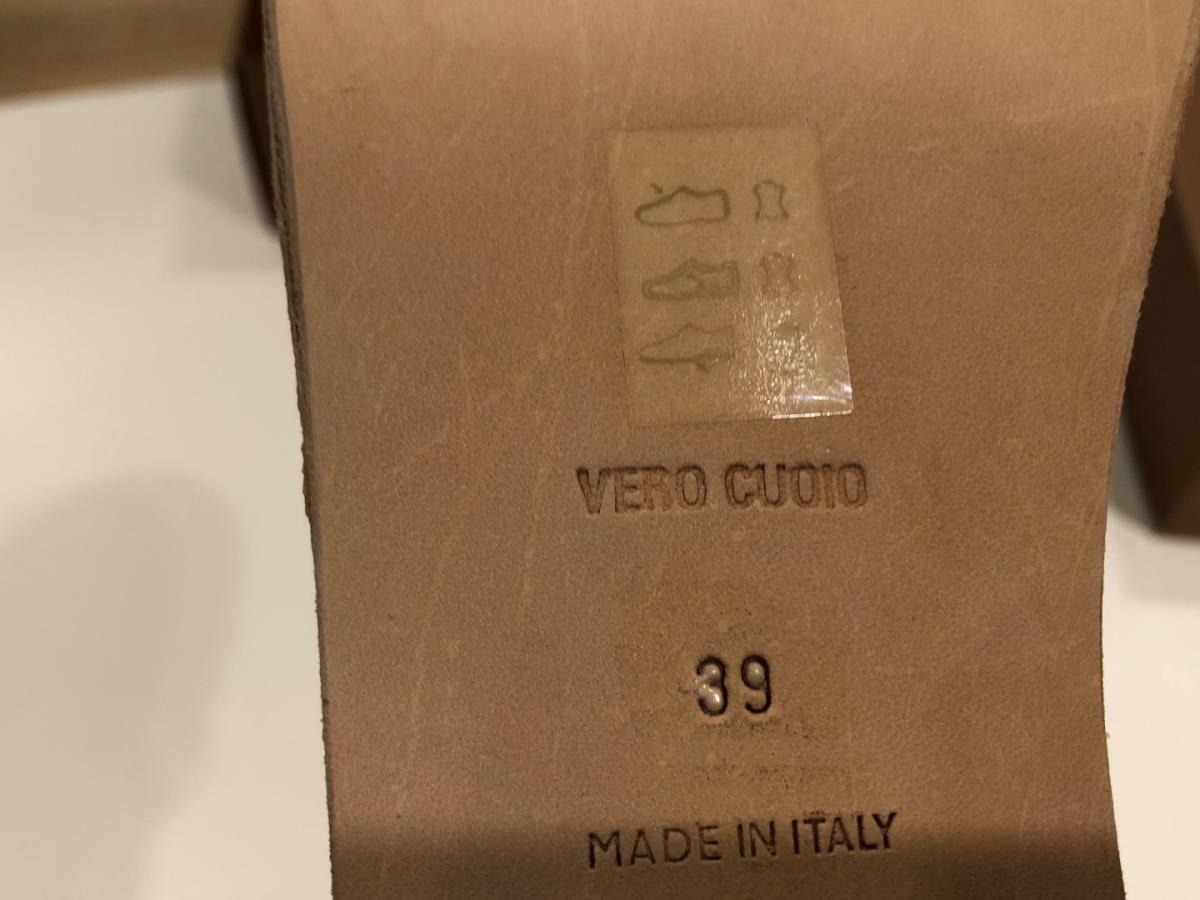 VERO CUOIO
39
MADE IN ITALY